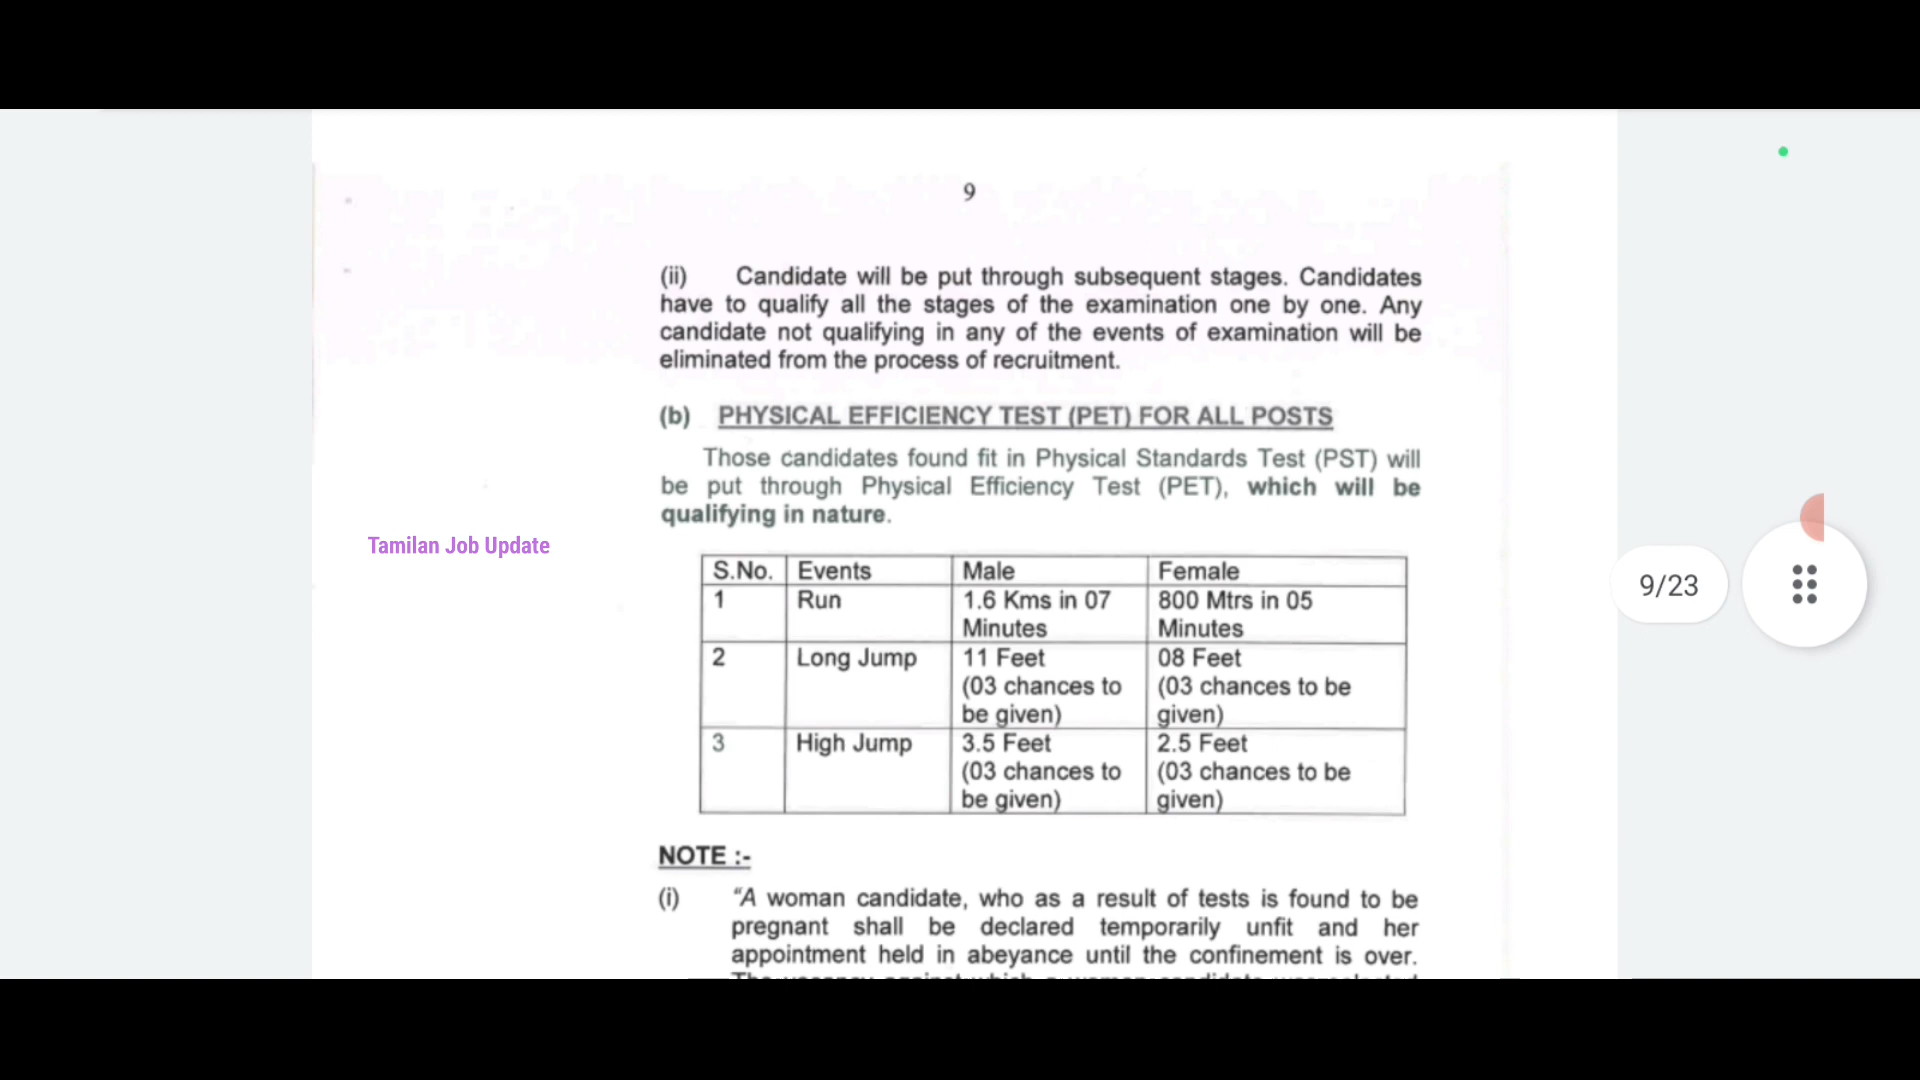 9
(ii) Candidate will be put through subsequent stages. Candidates
have to qualify all the stages of the examination one by one. Any
candidate not qualifying in any of the events of examination will be
eliminated from the process of recruitment.
(b) PHYSICAL EFFICIENCY TEST (PET) FOR ALL POSTS
Those candidates found fit in Physical Standards Test (PST) will
be put through Physical Efficiency Test (PET), which will be
qualifying in nature.
Tamilan Job Update
S.No. Events Male Female
1 Run 1.6 Kms in 07 800 Mtrs in 05
Minutes Minutes
2 Long Jump 11 Feet 08 Feet
(03 chances to (03 chances to be
be given) given)
3 High Jump 3.5 Feet 2.5 Feet
(03 chances to (03 chances to be
be given) given)
9/23
NOTE :-
(i) “A woman candidate, who as a result of tests is found to be
pregnant shall be declared temporarily unfit and her
appointment held in abeyance until the confinement is over.